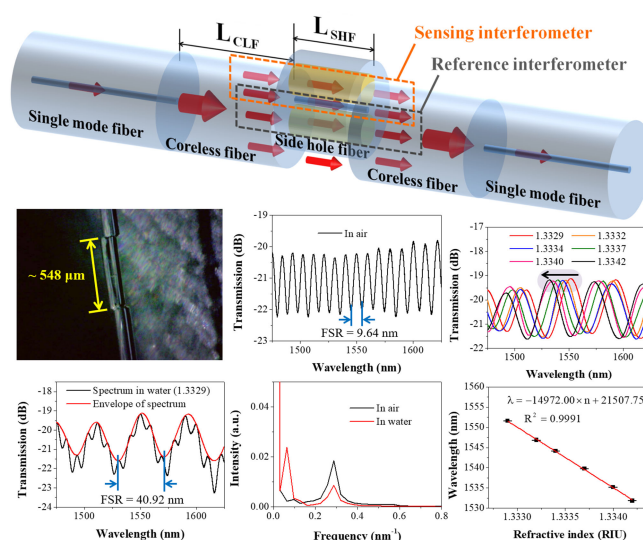 L CLF
L SHF
Sensing interferometer
Reference interferometer
Single mode fiber
Coreless fiber
Side hole fiber
Coreless fiber
Single mode fiber
~ 548 μm
Transmission (dB)
-19
-20
-21
-22
-23
In air
FSR = 9.64 nm
1500
1550
1600
Wavelength (nm)
Transmission (dB)
-17
-18
-19
-20
-21
-22
1.3329
1.3332
1.3334
1.3337
1.3340
1.3342
1500
1550
1600
Wavelength (nm)
Transmission (dB)
-18
-19
-20
-21
-22
-23
-24
Spectrum in water (1.3329)
Envelope of spectrum
FSR = 40.92 nm
1500
1550
1600
Wavelength (nm)
Intensity (a.u.)
0.04
0.02
0.00
In air
In water
0.0
0.2
0.4
0.6
0.8
Frequency (nm⁻¹)
Wavelength (nm)
1560
1550
1540
1530
λ = −14972.00 × n + 21507.75
R² = 0.9991
1.3330
1.3335
1.3340
Refractive index (RIU)